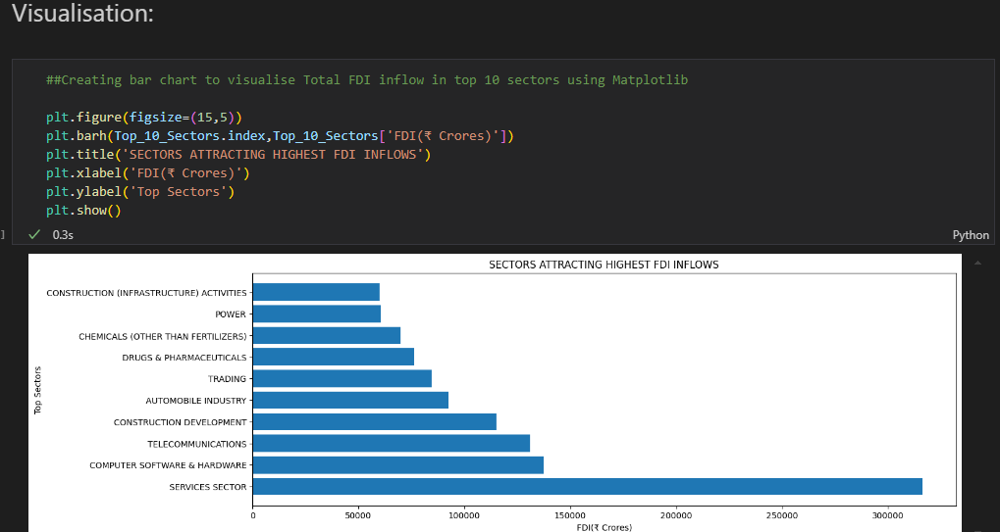 Visualisation:
##Creating bar chart to visualise Total FDI inflow in top 10 sectors using Matplotlib
plt.figure(figsize=(15,5))
plt.barh(Top_10_Sectors.index,Top_10_Sectors['FDI(₹ Crores)'])
plt.title('SECTORS ATTRACTING HIGHEST FDI INFLOWS')
plt.xlabel('FDI(₹ Crores)')
plt.ylabel('Top Sectors')
plt.show()
] ✓ 0.3s Python
SECTORS ATTRACTING HIGHEST FDI INFLOWS
CONSTRUCTION (INFRASTRUCTURE) ACTIVITIES
POWER
CHEMICALS (OTHER THAN FERTILIZERS)
DRUGS & PHARMACEUTICALS
TRADING
AUTOMOBILE INDUSTRY
CONSTRUCTION DEVELOPMENT
TELECOMMUNICATIONS
COMPUTER SOFTWARE & HARDWARE
SERVICES SECTOR
Top Sectors
0 50000 100000 150000 200000 250000 300000
FDI(₹ Crores)